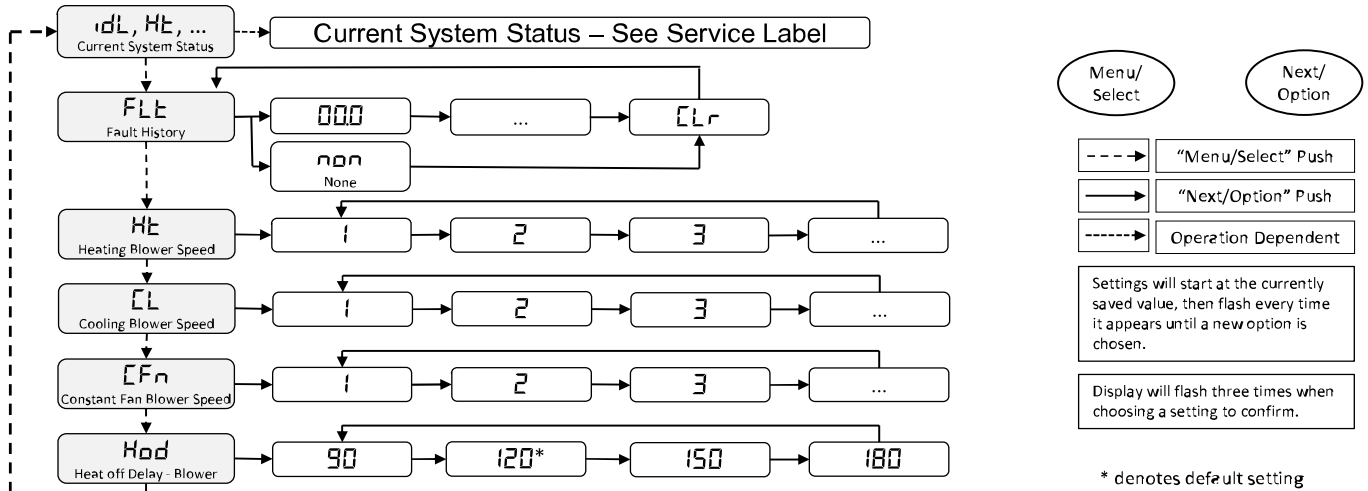 idL, Ht, ...
Current System Status
Current System Status – See Service Label
FLt
Fault History
00.0
...
CLr
non
None
Ht
Heating Blower Speed
1
2
3
...
CL
Cooling Blower Speed
1
2
3
...
CFn
Constant Fan Blower Speed
1
2
3
...
Hod
Heat off Delay - Blower
90
120*
150
180
Menu/
Select
Next/
Option
"Menu/Select" Push
"Next/Option" Push
Operation Dependent
Settings will start at the currently
saved value, then flash every time
it appears until a new option is
chosen.
Display will flash three times when
choosing a setting to confirm.
* denotes default setting